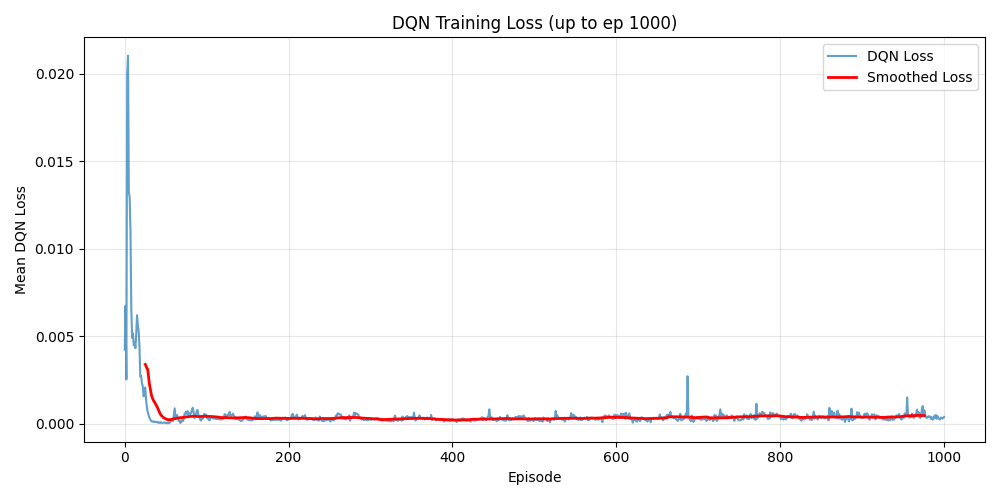 DQN Training Loss (up to ep 1000)
DQN Loss
Smoothed Loss
Mean DQN Loss
0.020
0.015
0.010
0.005
0.000
0 200 400 600 800 1000
Episode